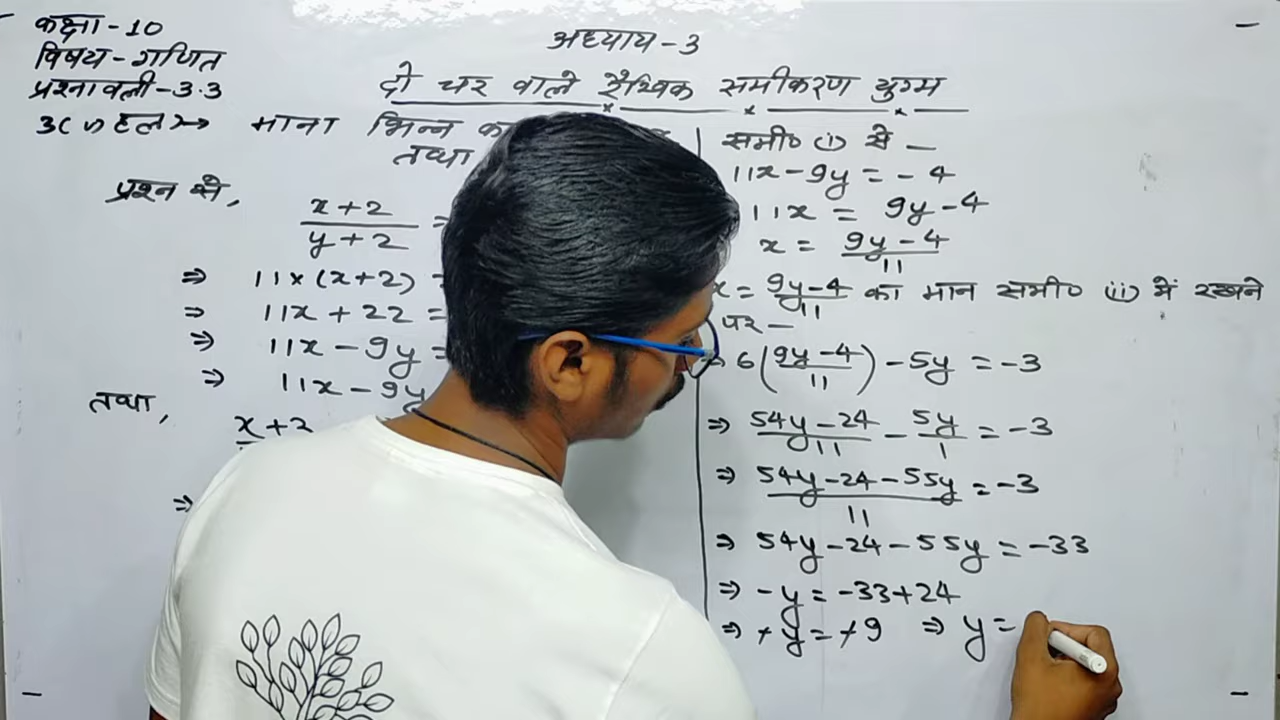 कक्षा-10
विषय-गणित
प्रश्नावली-3.3
अध्याय-3
दो चर वाले रैखिक समीकरण युग्म
3(v) हल→ माना भिन्न का
तथा
प्रश्न से,
x+2
y+2 =
⇒ 11×(x+2) =
⇒ 11x + 22 =
⇒ 11x - 9y =
⇒ 11x - 9y
तथा,
x+3
⇒
समी० (i) से -
11x-9y = -4
11x = 9y-4
x = 9y-4/11
x = 9y-4/11 का मान समी० (ii) में रखने
पर -
⇒ 6(9y-4/11) - 5y = -3
⇒ 54y-24/11 - 5y/1 = -3
⇒ 54y-24-55y/11 = -3
⇒ 54y-24-55y = -33
⇒ -y = -33+24
⇒ -y = -9 ⇒ y =